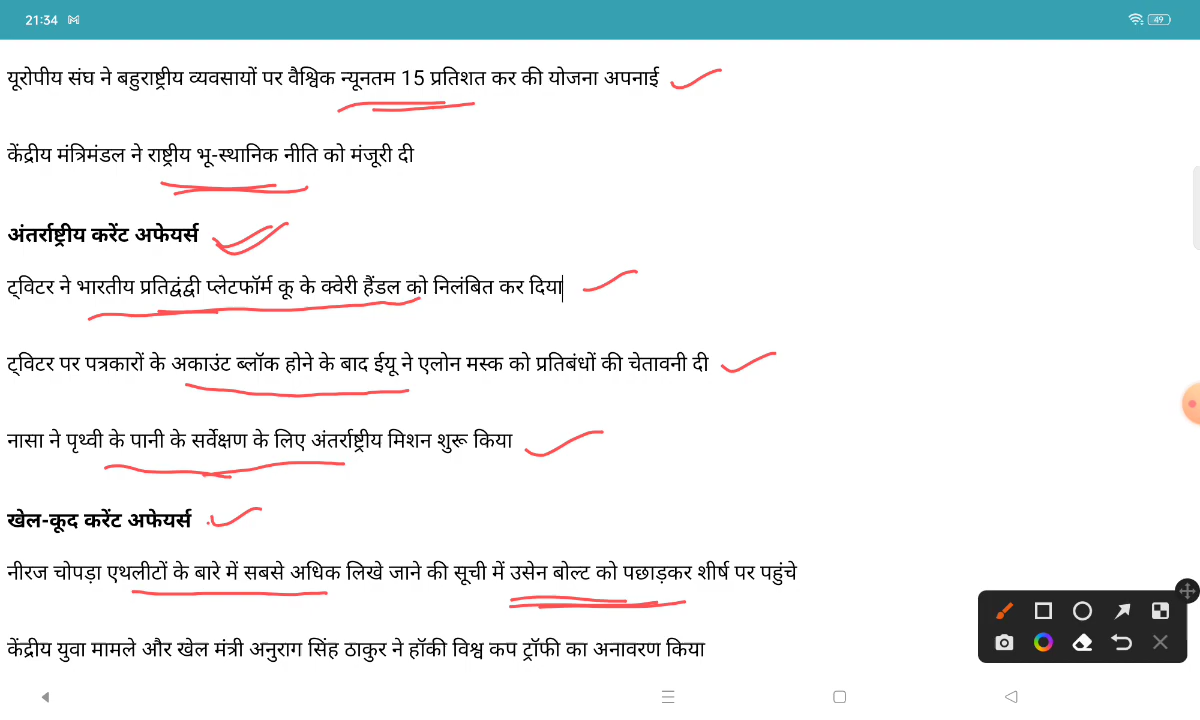 21:34
49
यूरोपीय संघ ने बहुराष्ट्रीय व्यवसायों पर वैश्विक न्यूनतम 15 प्रतिशत कर की योजना अपनाई
केंद्रीय मंत्रिमंडल ने राष्ट्रीय भू-स्थानिक नीति को मंजूरी दी
अंतर्राष्ट्रीय करेंट अफेयर्स
ट्विटर ने भारतीय प्रतिद्वंद्वी प्लेटफॉर्म कू के क्वेरी हैंडल को निलंबित कर दिया
ट्विटर पर पत्रकारों के अकाउंट ब्लॉक होने के बाद ईयू ने एलोन मस्क को प्रतिबंधों की चेतावनी दी
नासा ने पृथ्वी के पानी के सर्वेक्षण के लिए अंतर्राष्ट्रीय मिशन शुरू किया
खेल-कूद करेंट अफेयर्स
नीरज चोपड़ा एथलीटों के बारे में सबसे अधिक लिखे जाने की सूची में उसेन बोल्ट को पछाड़कर शीर्ष पर पहुंचे
केंद्रीय युवा मामले और खेल मंत्री अनुराग सिंह ठाकुर ने हॉकी विश्व कप ट्रॉफी का अनावरण किया